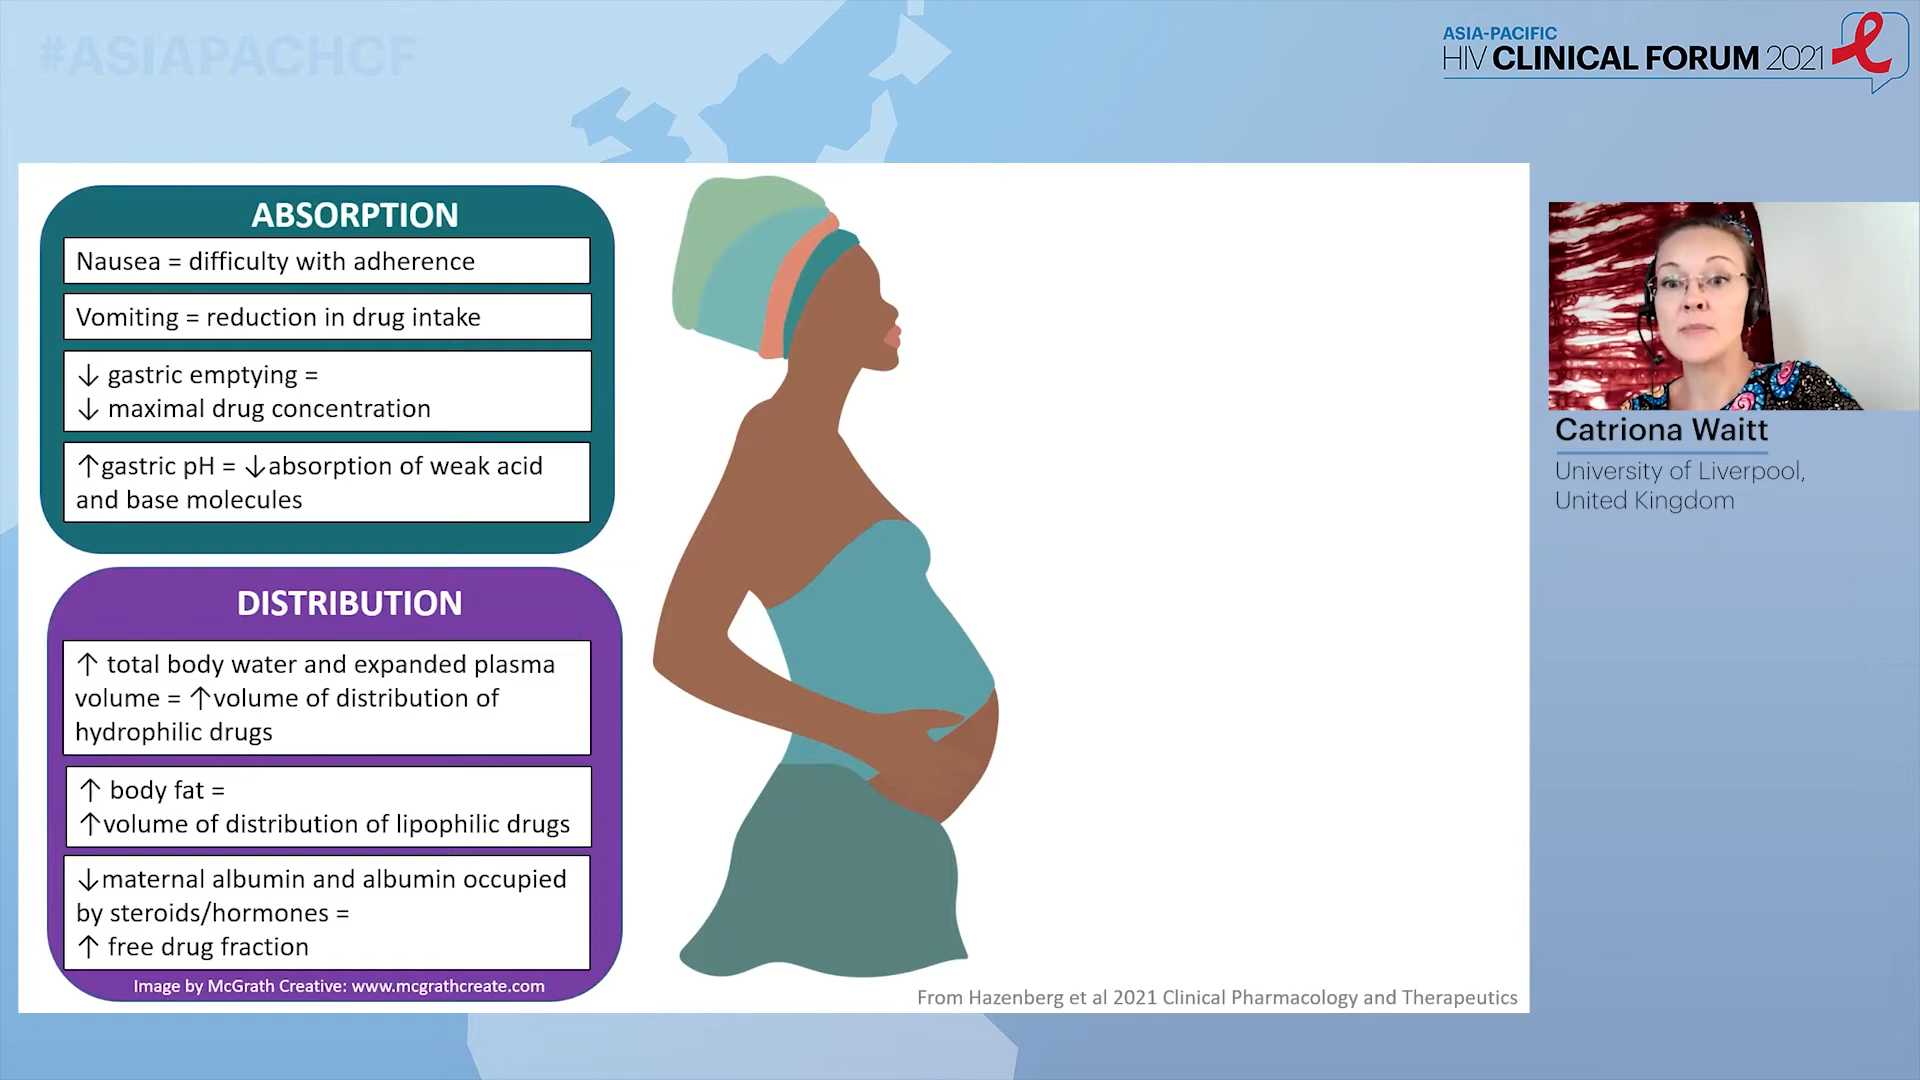 #ASIAPACHCF
ASIA-PACIFIC
HIV CLINICAL FORUM 2021
ABSORPTION
Nausea = difficulty with adherence
Vomiting = reduction in drug intake
↓ gastric emptying =
↓ maximal drug concentration
↑gastric pH = ↓absorption of weak acid
and base molecules
DISTRIBUTION
↑ total body water and expanded plasma
volume = ↑volume of distribution of
hydrophilic drugs
↑ body fat =
↑volume of distribution of lipophilic drugs
↓maternal albumin and albumin occupied
by steroids/hormones =
↑ free drug fraction
Image by McGrath Creative: www.mcgrathcreate.com
From Hazenberg et al 2021 Clinical Pharmacology and Therapeutics
Catriona Waitt
University of Liverpool,
United Kingdom